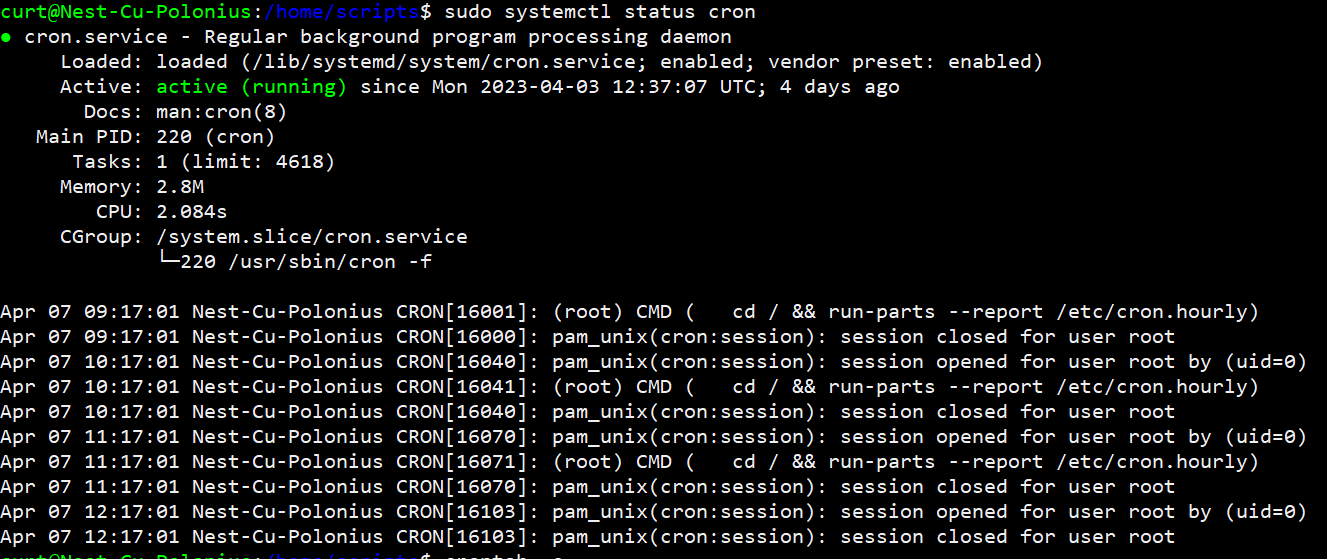 curt@Nest-Cu-Polonius:/home/scripts$ sudo systemctl status cron
● cron.service - Regular background program processing daemon
     Loaded: loaded (/lib/systemd/system/cron.service; enabled; vendor preset: enabled)
     Active: active (running) since Mon 2023-04-03 12:37:07 UTC; 4 days ago
       Docs: man:cron(8)
   Main PID: 220 (cron)
      Tasks: 1 (limit: 4618)
     Memory: 2.8M
        CPU: 2.084s
     CGroup: /system.slice/cron.service
             └─220 /usr/sbin/cron -f
Apr 07 09:17:01 Nest-Cu-Polonius CRON[16001]: (root) CMD (   cd / && run-parts --report /etc/cron.hourly)
Apr 07 09:17:01 Nest-Cu-Polonius CRON[16000]: pam_unix(cron:session): session closed for user root
Apr 07 10:17:01 Nest-Cu-Polonius CRON[16040]: pam_unix(cron:session): session opened for user root by (uid=0)
Apr 07 10:17:01 Nest-Cu-Polonius CRON[16041]: (root) CMD (   cd / && run-parts --report /etc/cron.hourly)
Apr 07 10:17:01 Nest-Cu-Polonius CRON[16040]: pam_unix(cron:session): session closed for user root
Apr 07 11:17:01 Nest-Cu-Polonius CRON[16070]: pam_unix(cron:session): session opened for user root by (uid=0)
Apr 07 11:17:01 Nest-Cu-Polonius CRON[16071]: (root) CMD (   cd / && run-parts --report /etc/cron.hourly)
Apr 07 11:17:01 Nest-Cu-Polonius CRON[16070]: pam_unix(cron:session): session closed for user root
Apr 07 12:17:01 Nest-Cu-Polonius CRON[16103]: pam_unix(cron:session): session opened for user root by (uid=0)
Apr 07 12:17:01 Nest-Cu-Polonius CRON[16103]: pam_unix(cron:session): session closed for user root
curt@Nest-Cu-Polonius:/home/scripts$